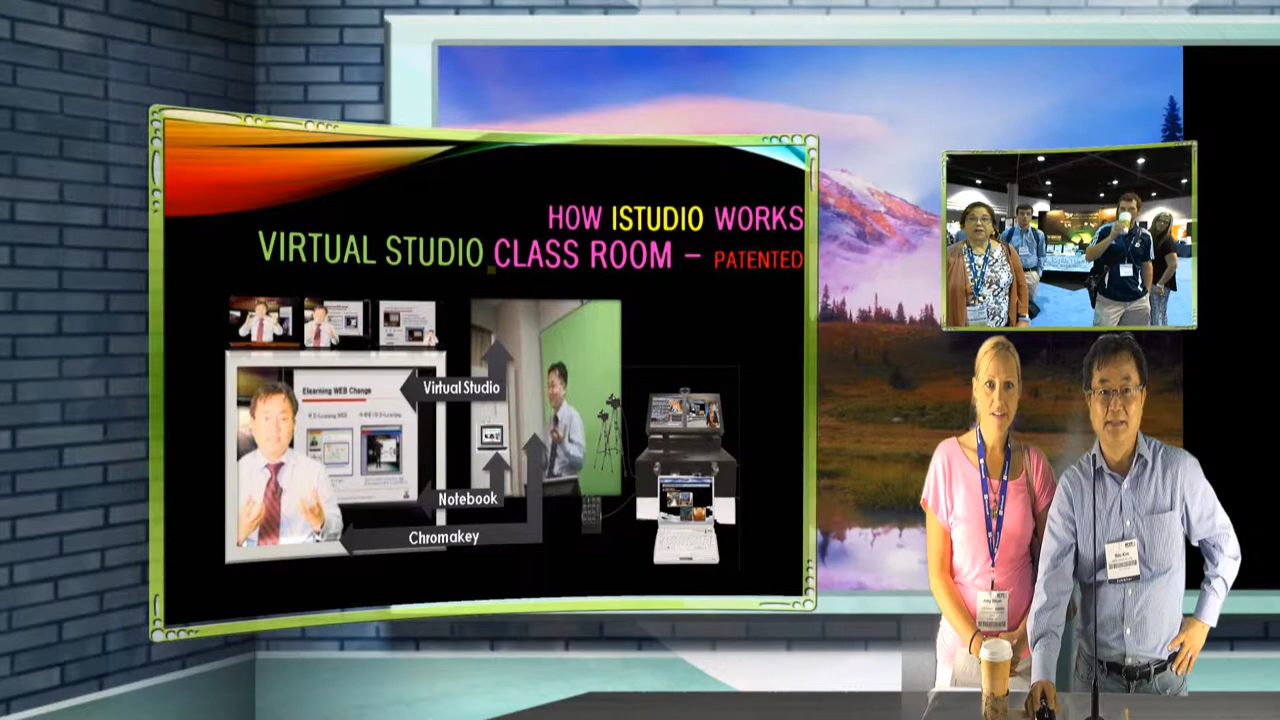 HOW ISTUDIO WORKS
VIRTUAL STUDIO CLASS ROOM – PATENTED
Elearning WEB Change
Virtual Studio
Notebook
Chromakey